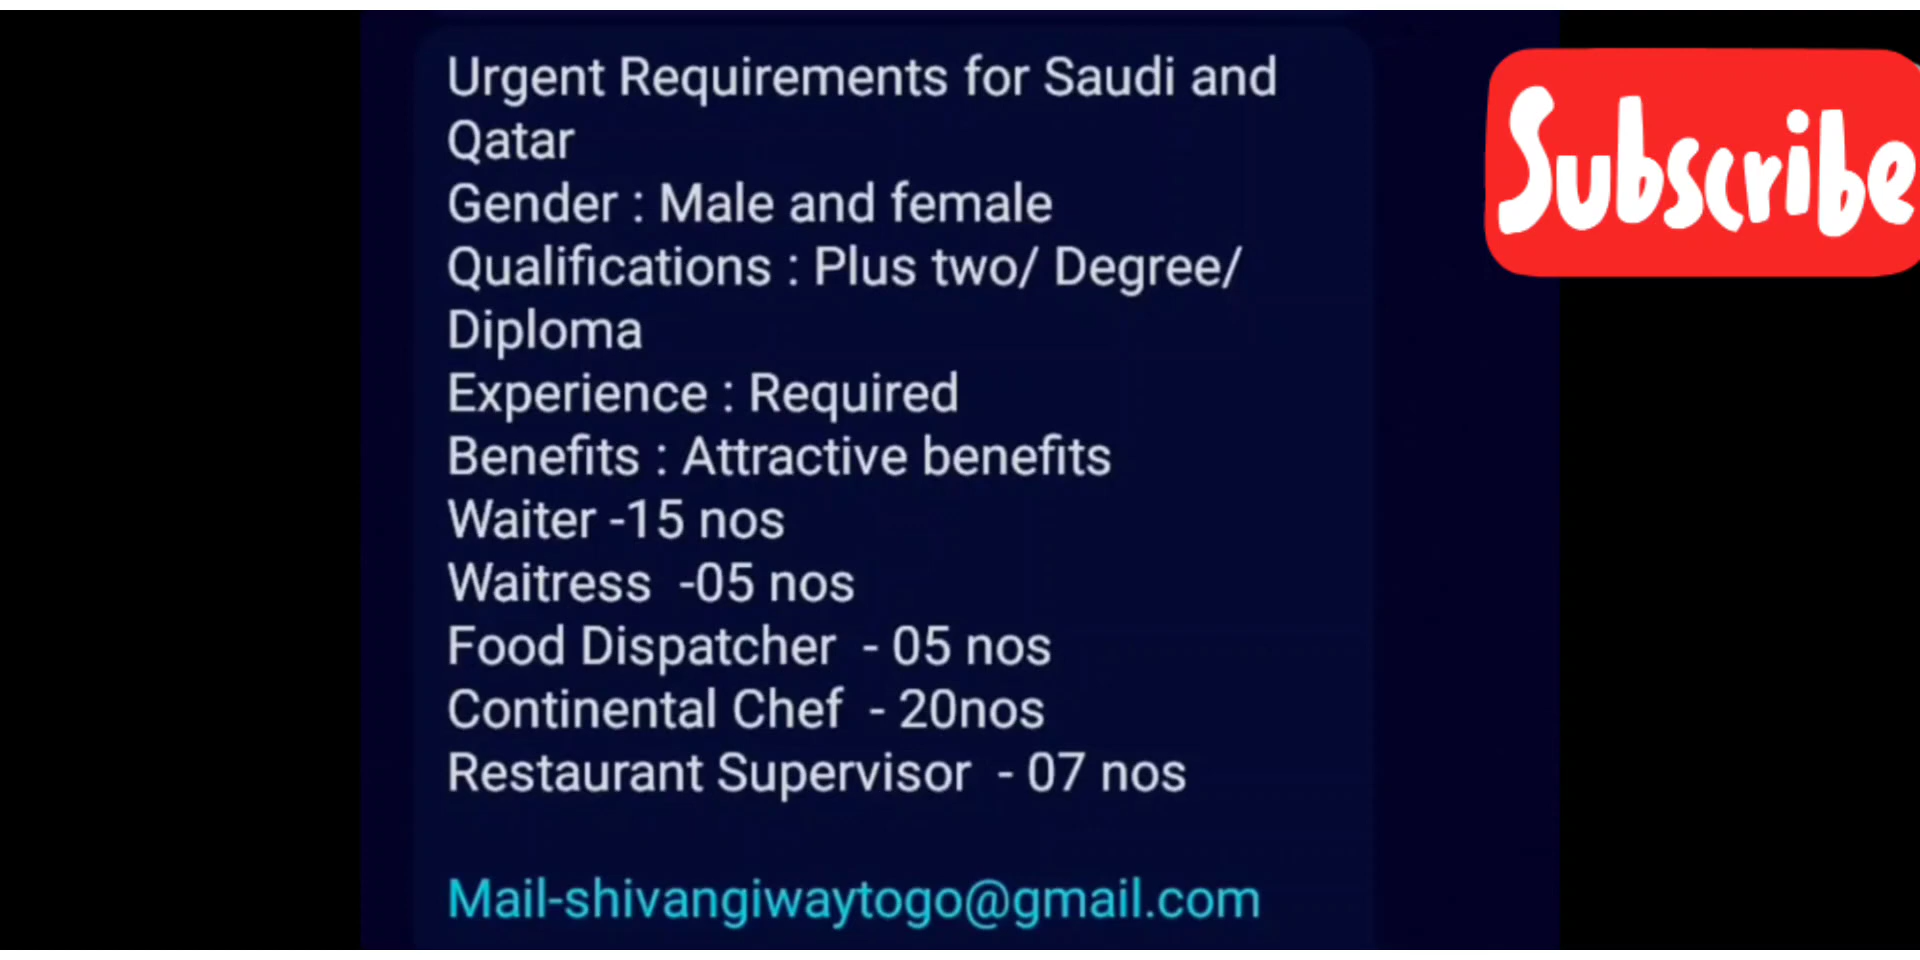 Urgent Requirements for Saudi and
Qatar
Gender : Male and female
Qualifications : Plus two/ Degree/
Diploma
Experience : Required
Benefits : Attractive benefits
Waiter -15 nos
Waitress  -05 nos
Food Dispatcher  - 05 nos
Continental Chef  - 20nos
Restaurant Supervisor  - 07 nos
Mail-shivangiwaytogo@gmail.com
Subscribe